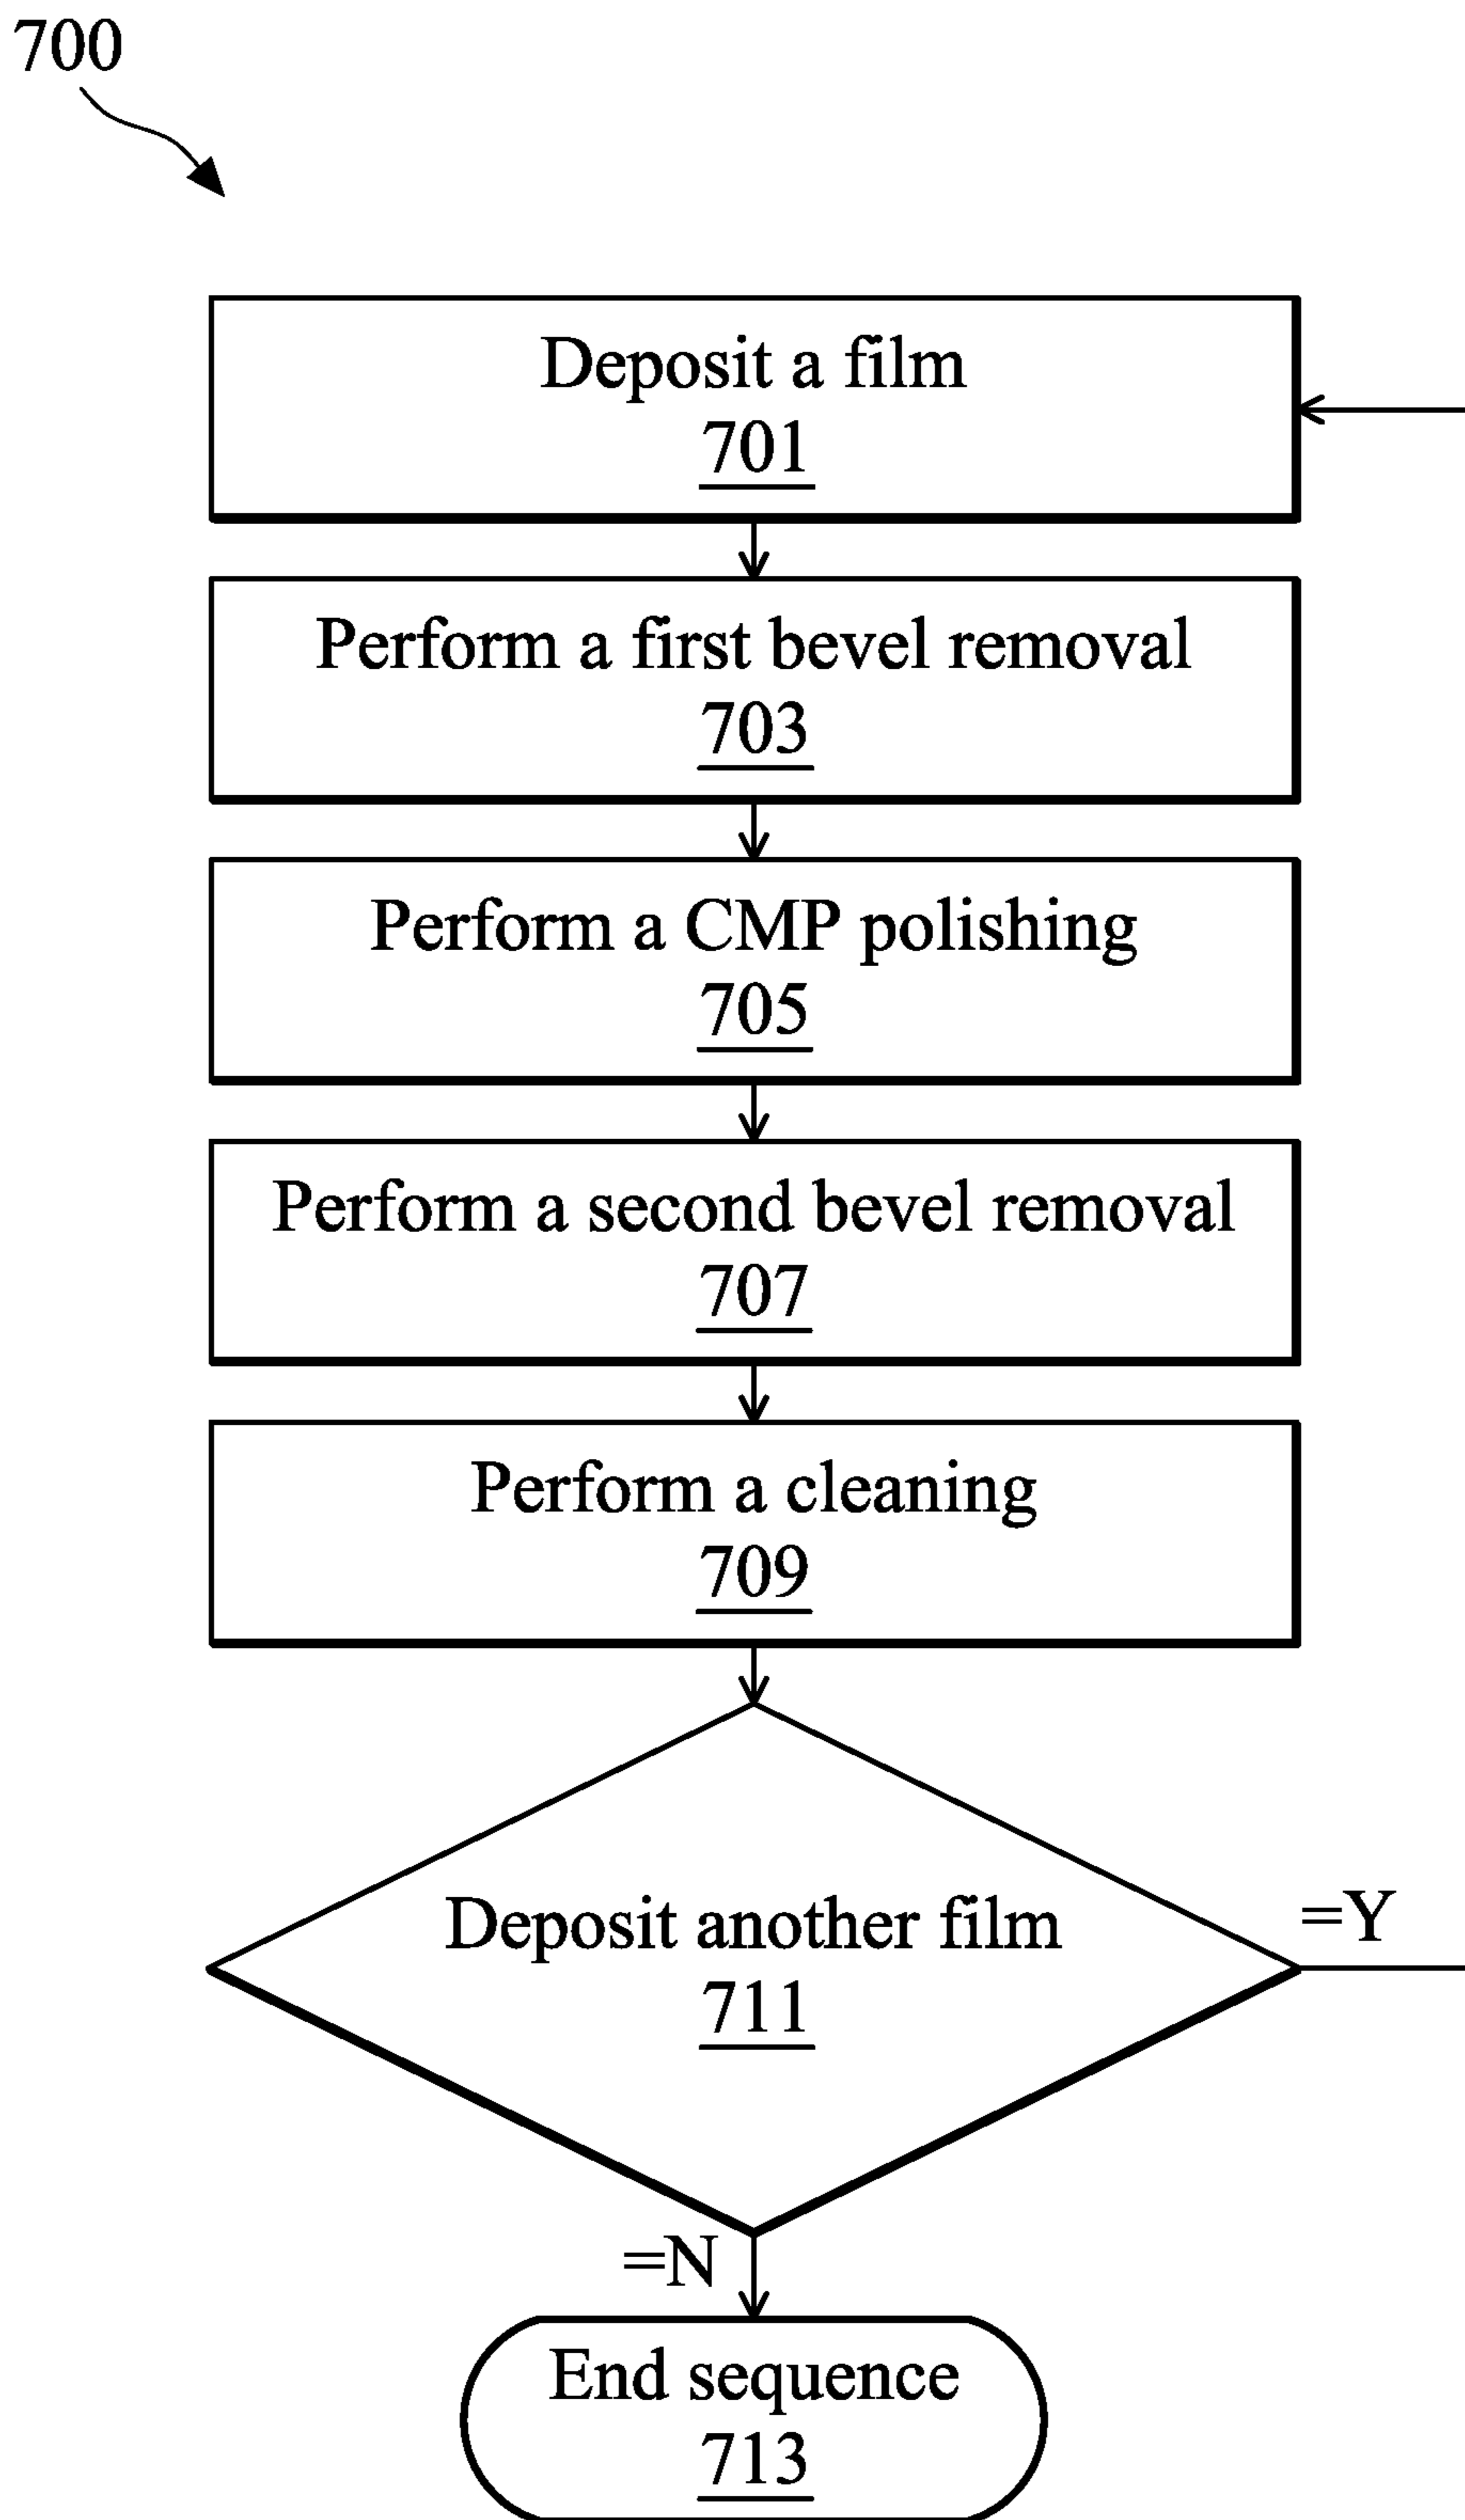 700
Deposit a film
701
Perform a first bevel removal
703
Perform a CMP polishing
705
Perform a second bevel removal
707
Perform a cleaning
709
Deposit another film
711
=Y
=N
End sequence
713